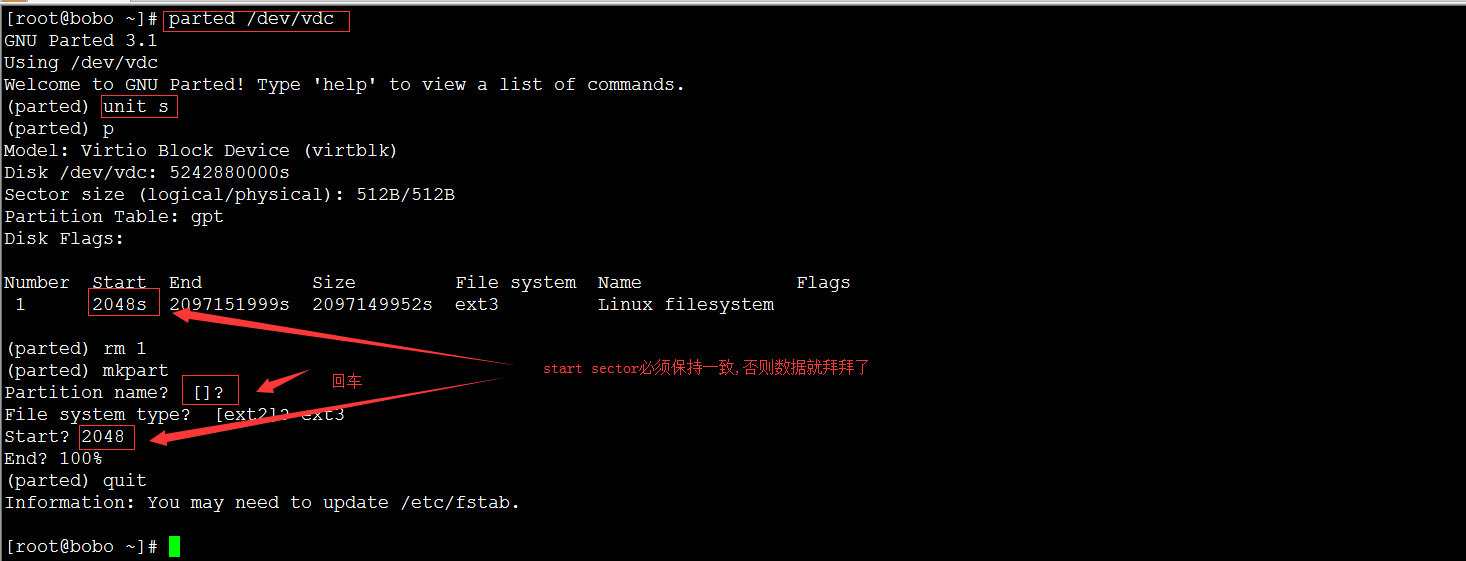 [root@bobo ~]# parted /dev/vdc
GNU Parted 3.1
Using /dev/vdc
Welcome to GNU Parted! Type 'help' to view a list of commands.
(parted) unit s
(parted) p
Model: Virtio Block Device (virtblk)
Disk /dev/vdc: 5242880000s
Sector size (logical/physical): 512B/512B
Partition Table: gpt
Disk Flags:
Number  Start  End  Size  File system  Name  Flags
1  2048s  2097151999s  2097149952s  ext3  Linux filesystem
(parted) rm 1
start sector必须保持一致,否则数据就拜拜了
(parted) mkpart
Partition name?  []?
回车
File system type?  [ext2]? ext3
Start? 2048
End? 100%
(parted) quit
Information: You may need to update /etc/fstab.
[root@bobo ~]#